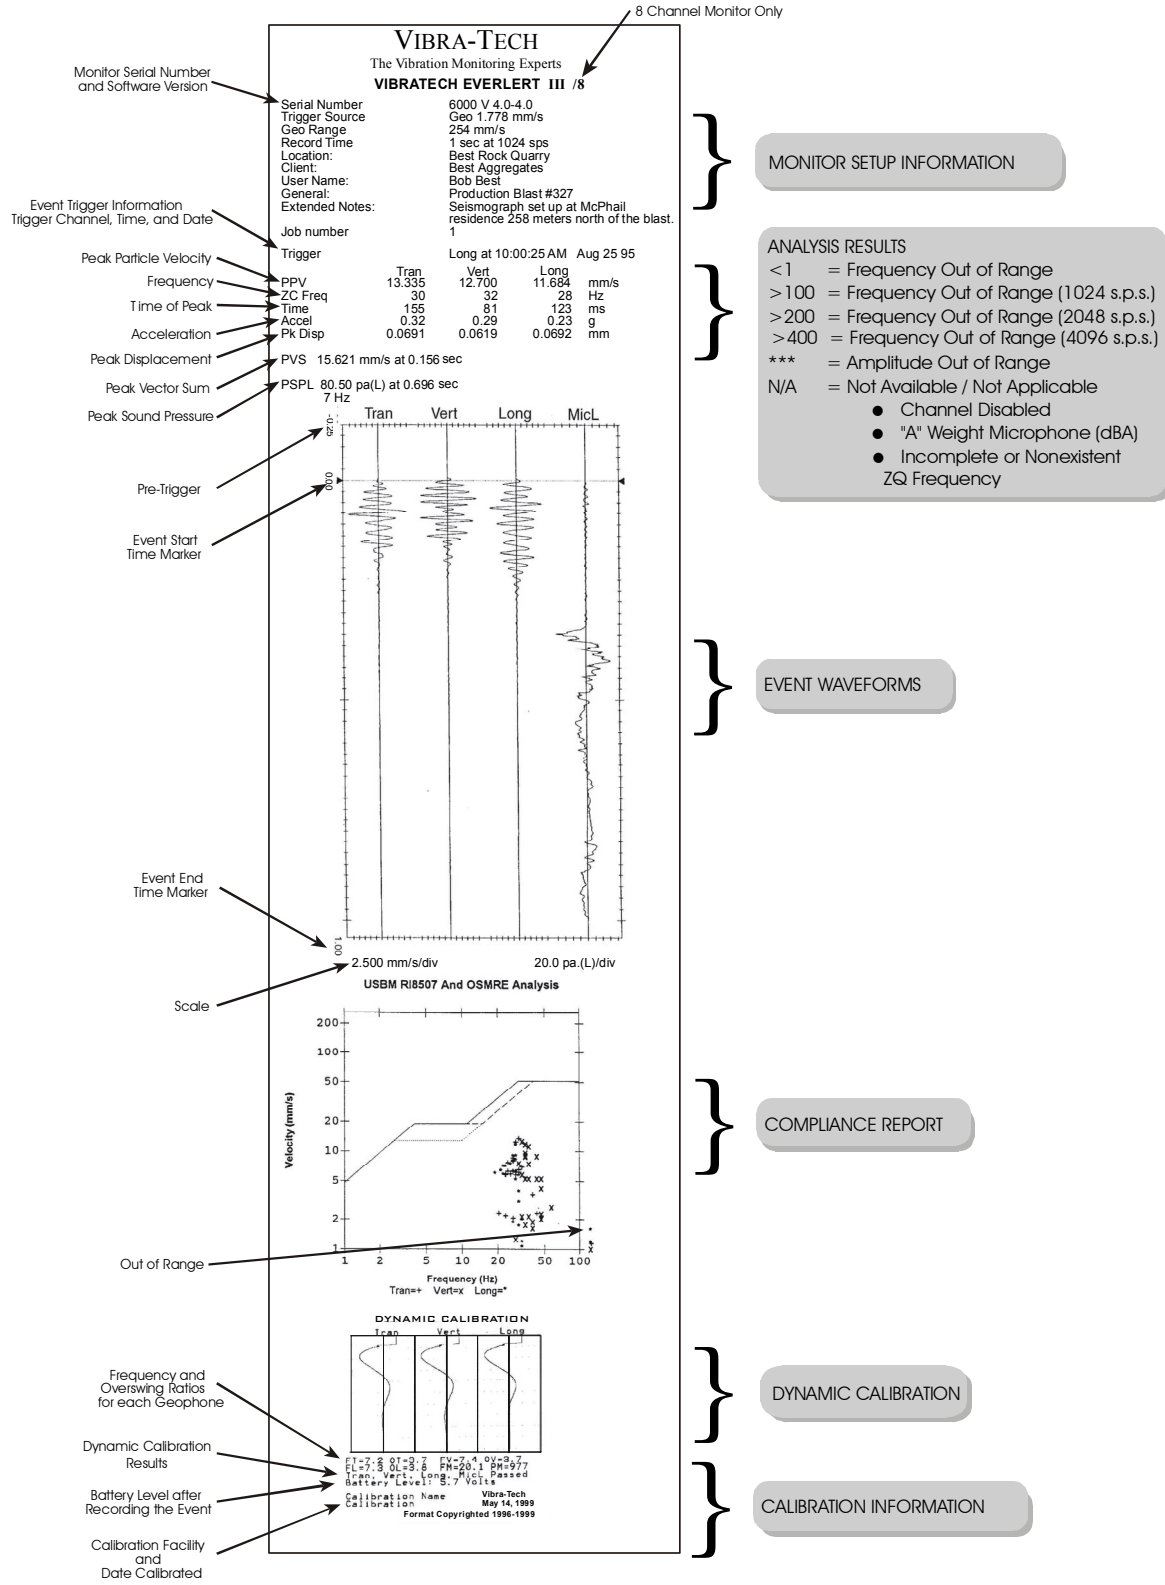 8 Channel Monitor Only
VIBRA-TECH
The Vibration Monitoring Experts
VIBRATECH EVERLERT III /8
Monitor Serial Number
and Software Version
Serial Number 6000 V 4.0-4.0
Trigger Source Geo 1.778 mm/s
Geo Range 254 mm/s
Record Time 1 sec at 1024 sps
Location: Best Rock Quarry
Client: Best Aggregates
User Name: Bob Best
General: Production Blast #327
Extended Notes: Seismograph set up at McPhail
residence 258 meters north of the blast.
Job number 1
MONITOR SETUP INFORMATION
Event Trigger Information
Trigger Channel, Time, and Date
Trigger Long at 10:00:25 AM Aug 25 95
Peak Particle Velocity
Frequency
Time of Peak
Acceleration
Peak Displacement
Peak Vector Sum
Peak Sound Pressure
Tran Vert Long
PPV 13.335 12.700 11.684 mm/s
ZC Freq 30 32 28 Hz
Time 155 81 123 ms
Accel 0.32 0.29 0.23 g
Pk Disp 0.0691 0.0619 0.0692 mm
PVS 15.621 mm/s at 0.156 sec
PSPL 80.50 pa(L) at 0.696 sec
7 Hz
ANALYSIS RESULTS
<1 = Frequency Out of Range
>100 = Frequency Out of Range (1024 s.p.s.)
>200 = Frequency Out of Range (2048 s.p.s.)
>400 = Frequency Out of Range (4096 s.p.s.)
*** = Amplitude Out of Range
N/A = Not Available / Not Applicable
● Channel Disabled
● "A" Weight Microphone (dBA)
● Incomplete or Nonexistent
ZQ Frequency
Tran Vert Long MicL
-0.25
Pre-Trigger
0.00
Event Start
Time Marker
EVENT WAVEFORMS
Event End
Time Marker
1.00
2.500 mm/s/div 20.0 pa.(L)/div
Scale
USBM RI8507 And OSMRE Analysis
Velocity (mm/s)
200
100
50
20
10
5
2
1
1 2 5 10 20 50 100
Frequency (Hz)
Tran=+ Vert=x Long=*
Out of Range
COMPLIANCE REPORT
DYNAMIC CALIBRATION
Tran Vert Long
DYNAMIC CALIBRATION
Frequency and
Overswing Ratios
for each Geophone
Dynamic Calibration
Results
Battery Level after
Recording the Event
Calibration Facility
and
Date Calibrated
FT=7.2 OT=3.7 FV=7.4 OV=3.7
FL=7.3 OL=3.8 FM=20.1 PM=977
Tran, Vert, Long, MicL Passed
Battery Level: 5.7 Volts
Calibration Name Vibra-Tech
Calibration May 14, 1999
Format Copyrighted 1996-1999
CALIBRATION INFORMATION